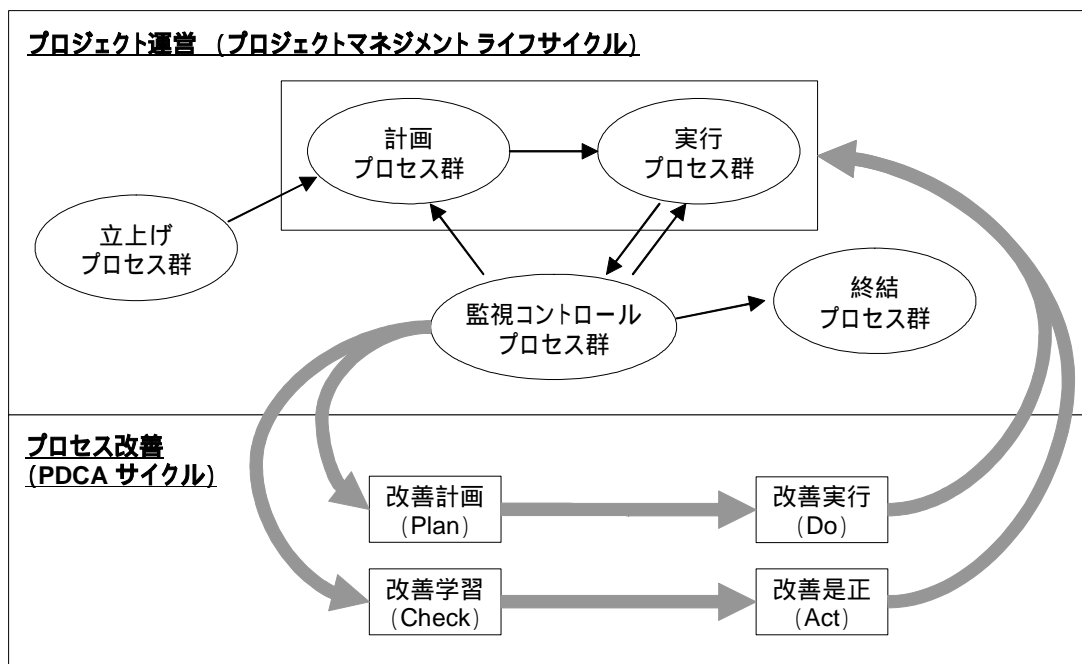 プロジェクト運営 (プロジェクトマネジメント ライフサイクル)
計画
プロセス群
実行
プロセス群
立上げ
プロセス群
監視コントロール
プロセス群
終結
プロセス群
プロセス改善
(PDCA サイクル)
改善計画
(Plan)
改善実行
(Do)
改善学習
(Check)
改善是正
(Act)